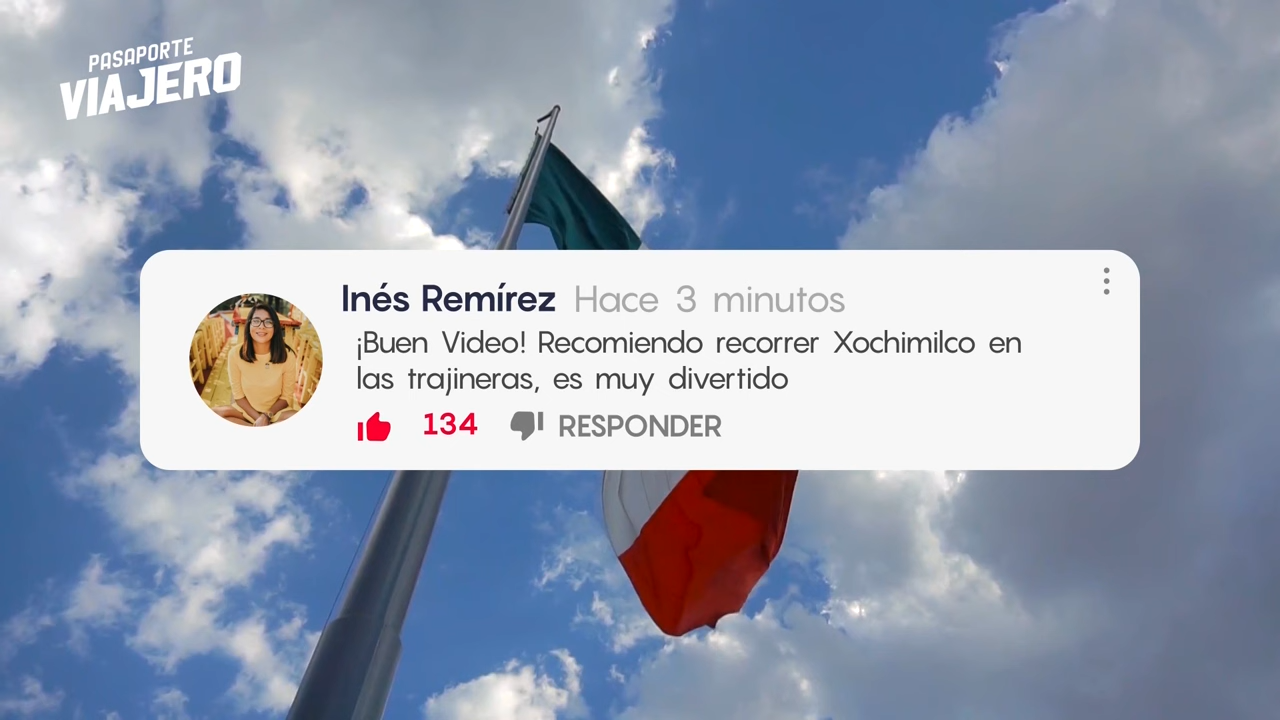 PASAPORTE
VIAJERO
Inés Remírez Hace 3 minutos
¡Buen Video! Recomiendo recorrer Xochimilco en
las trajineras, es muy divertido
134 RESPONDER